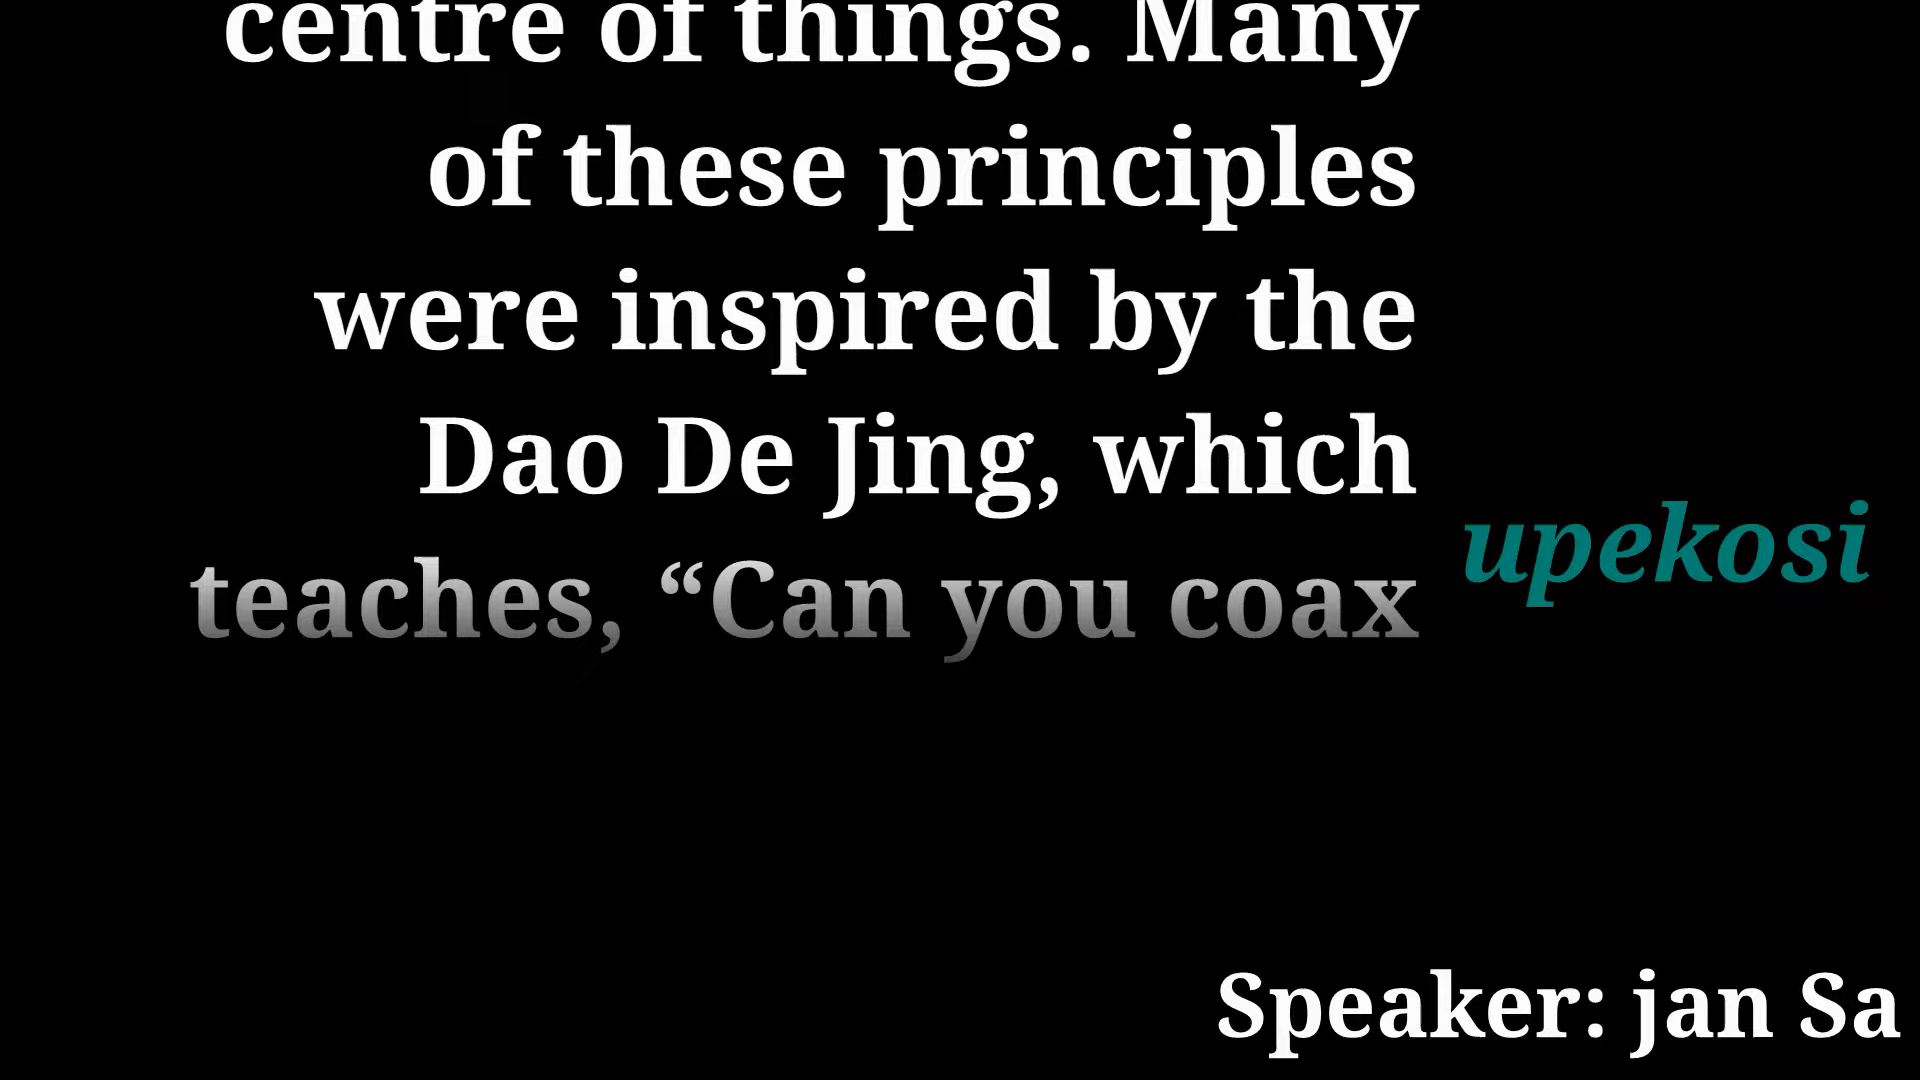 centre of things. Many
of these principles
were inspired by the
Dao De Jing, which
teaches, “Can you coax
upekosi
Speaker: jan Sa